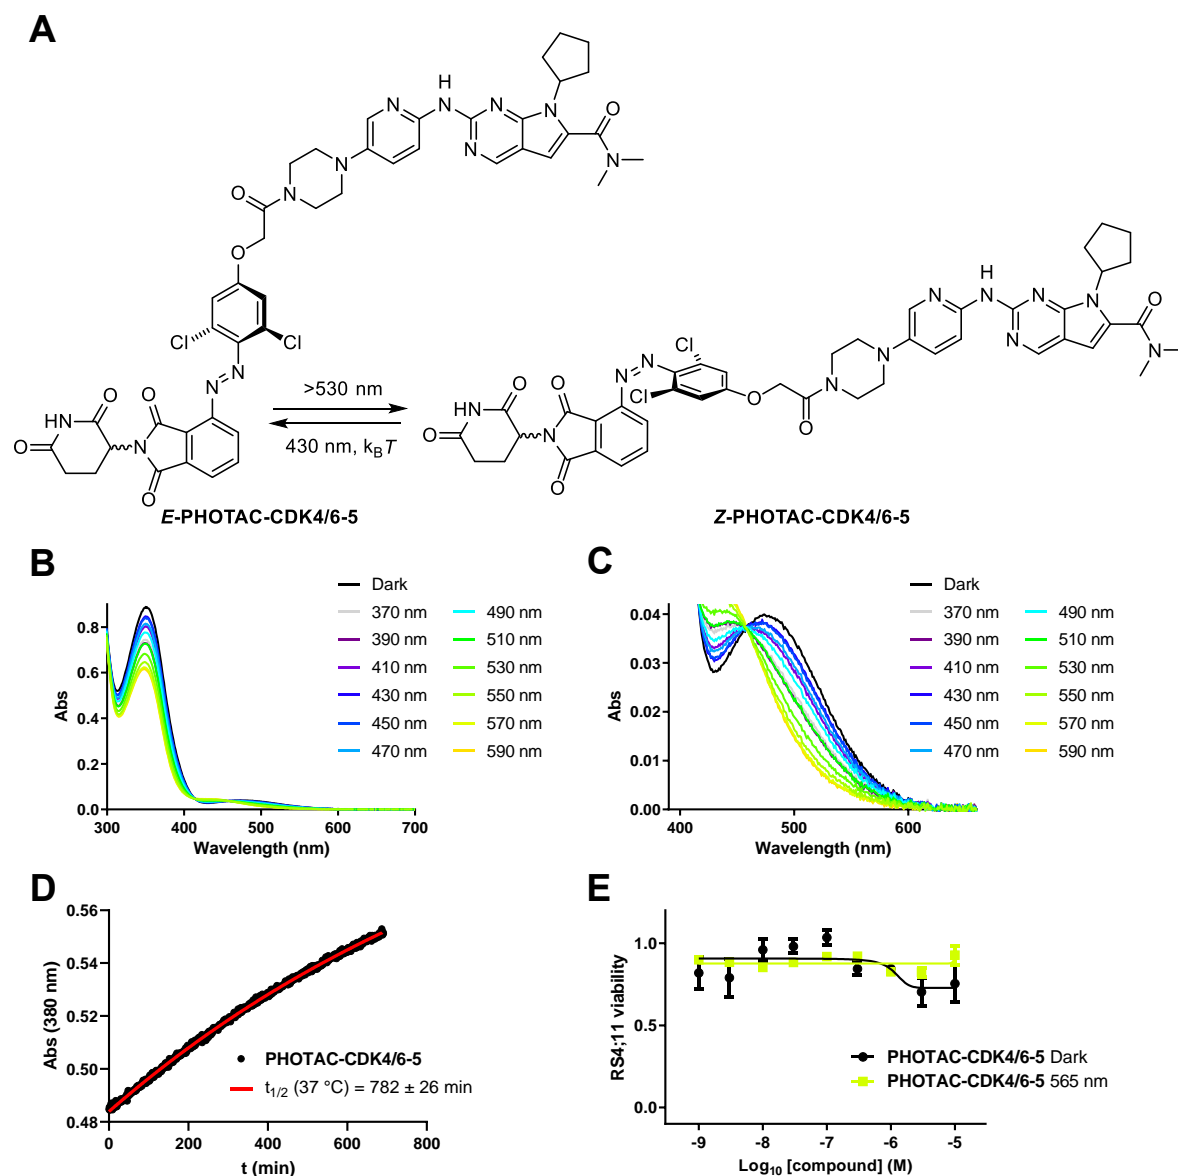 A
H
N
NH
N
N
N
O
N
N
N
O
N
O
O
Cl
Cl
N
N
>530 nm
430 nm, kBT
O
NH
O
N
O
O
E-PHOTAC-CDK4/6-5
H
N
NH
N
N
N
O
N
N
N
O
O
Cl
Cl
N
N
O
NH
O
N
O
O
Z-PHOTAC-CDK4/6-5
B
Abs
0.8
0.6
0.4
0.2
0.0
300
400
500
600
700
Wavelength (nm)
Dark
370 nm
390 nm
410 nm
430 nm
450 nm
470 nm
490 nm
510 nm
530 nm
550 nm
570 nm
590 nm
C
Abs
0.04
0.03
0.02
0.01
0.00
400
500
600
Wavelength (nm)
Dark
370 nm
390 nm
410 nm
430 nm
450 nm
470 nm
490 nm
510 nm
530 nm
550 nm
570 nm
590 nm
D
Abs (380 nm)
0.56
0.54
0.52
0.50
0.48
0
200
400
600
800
t (min)
PHOTAC-CDK4/6-5
t1/2 (37 °C) = 782 ± 26 min
E
RS4;11 viability
1.0
0.5
0.0
-9
-8
-7
-6
-5
Log10 [compound] (M)
PHOTAC-CDK4/6-5 Dark
PHOTAC-CDK4/6-5 565 nm